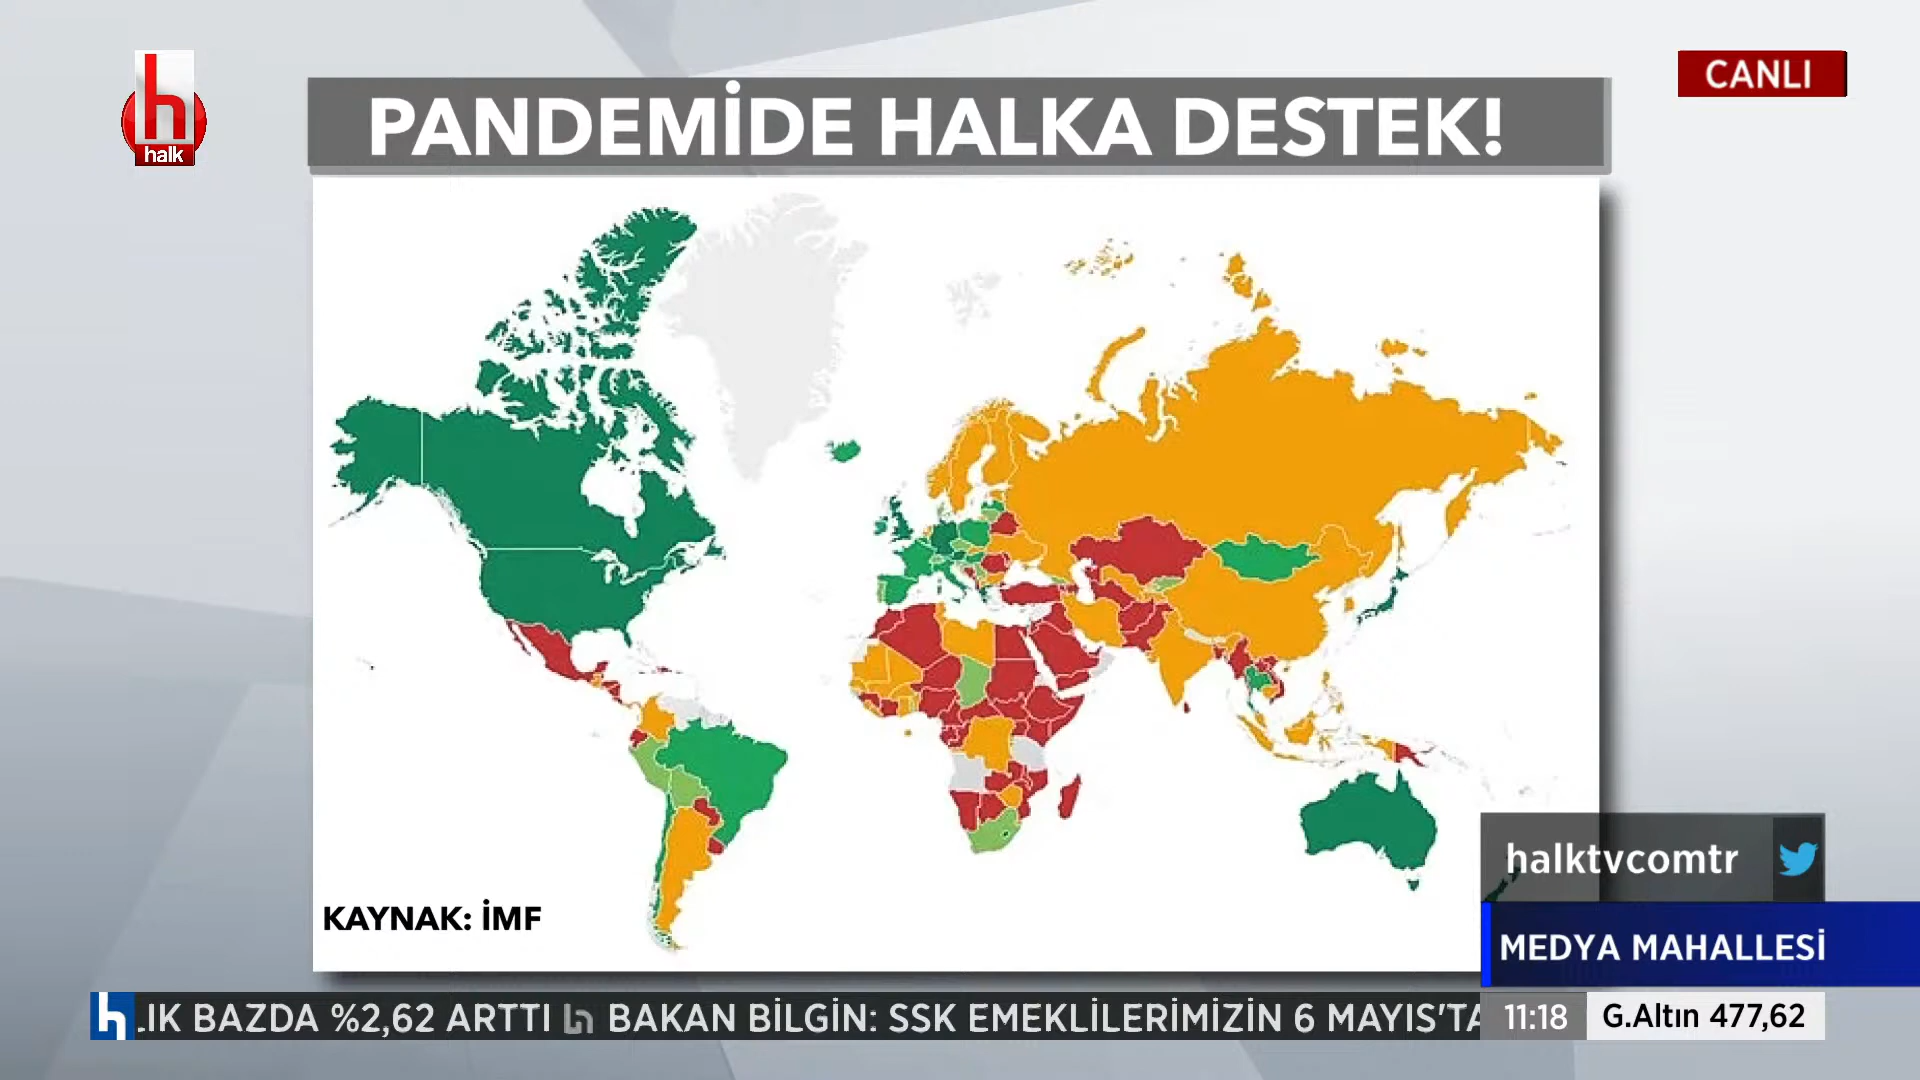 halk
CANLI
PANDEMİDE HALKA DESTEK!
KAYNAK: İMF
halktvcomtr
MEDYA MAHALLESİ
BAZDA %2,62 ARTTI BAKAN BİLGİN: SSK EMEKLİLERİMİZİN 6 MAYIS'TA
11:18
G.Altın 477,62